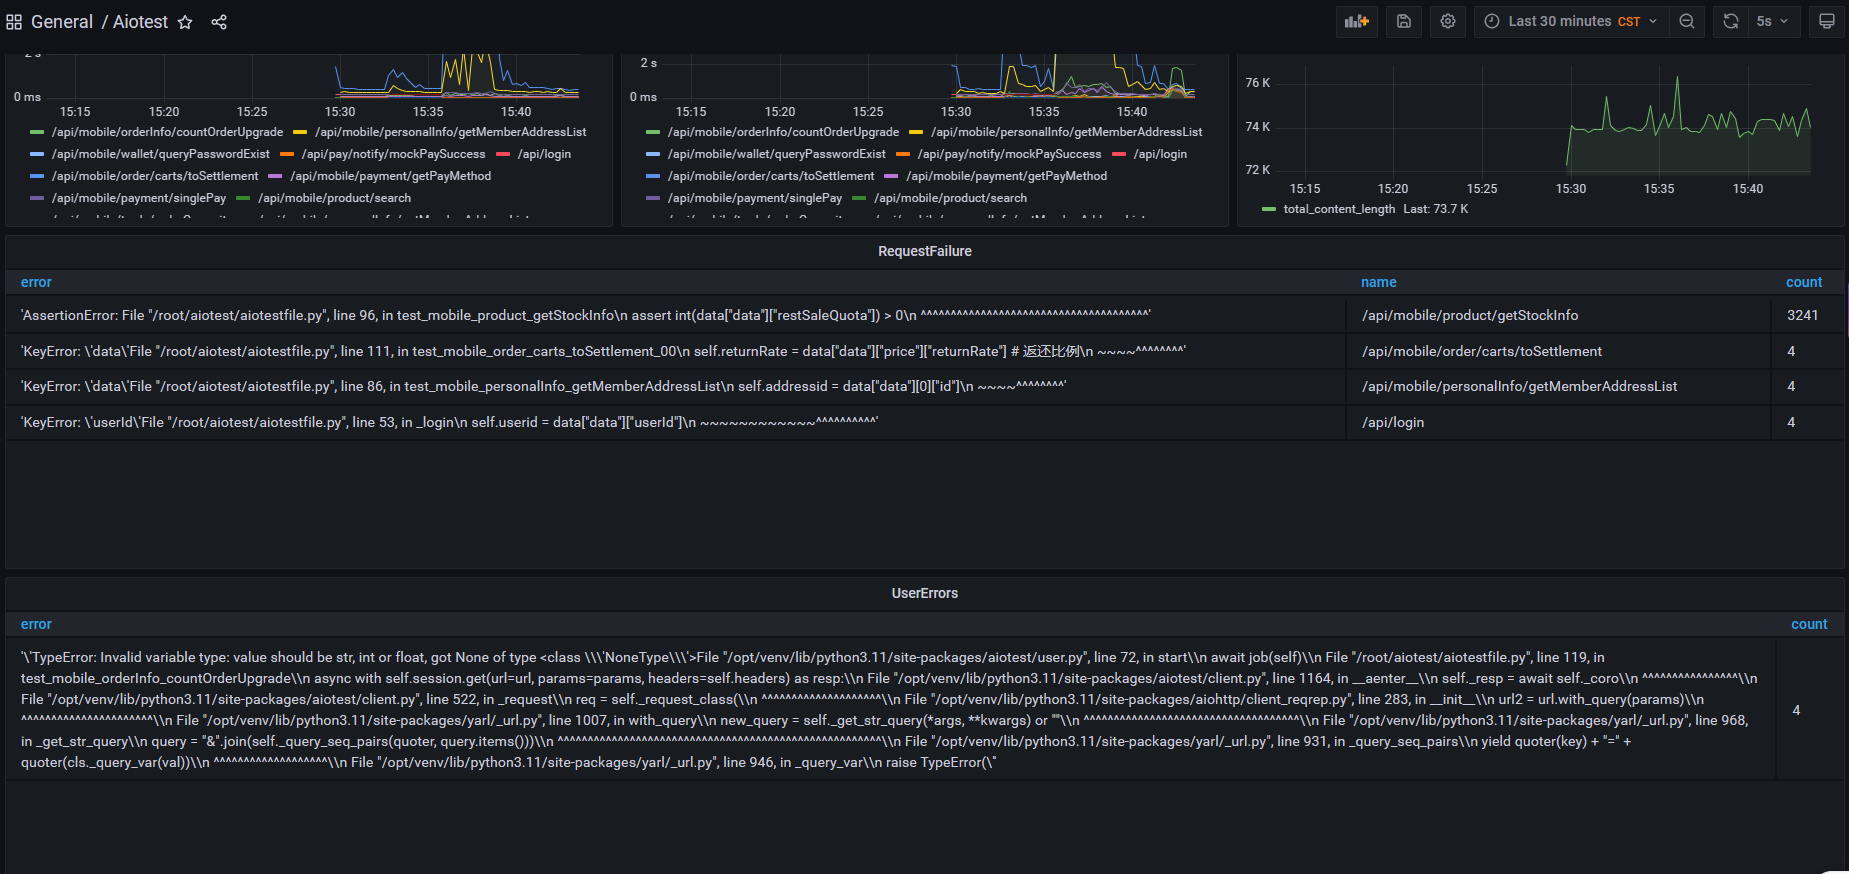 General / Aiotest
Last 30 minutes CST
5s
2 s
0 ms
15:15 15:20 15:25 15:30 15:35 15:40
/api/mobile/orderInfo/countOrderUpgrade /api/mobile/personalInfo/getMemberAddressList
/api/mobile/wallet/queryPasswordExist /api/pay/notify/mockPaySuccess /api/login
/api/mobile/order/carts/toSettlement /api/mobile/payment/getPayMethod
/api/mobile/payment/singlePay /api/mobile/product/search
2 s
0 ms
15:15 15:20 15:25 15:30 15:35 15:40
/api/mobile/orderInfo/countOrderUpgrade /api/mobile/personalInfo/getMemberAddressList
/api/mobile/wallet/queryPasswordExist /api/pay/notify/mockPaySuccess /api/login
/api/mobile/order/carts/toSettlement /api/mobile/payment/getPayMethod
/api/mobile/payment/singlePay /api/mobile/product/search
76 K
74 K
72 K
15:15 15:20 15:25 15:30 15:35 15:40
total_content_length Last: 73.7 K
RequestFailure
error name count
'AssertionError: File "/root/aiotest/aiotestfile.py", line 96, in test_mobile_product_getStockInfo\n assert int(data["data"]["restSaleQuota"]) > 0\n ^^^^^^^^^^^^^^^^^^^^^^^^^^^^^^^^^^^^^^' /api/mobile/product/getStockInfo 3241
'KeyError: \'data\'File "/root/aiotest/aiotestfile.py", line 111, in test_mobile_order_carts_toSettlement_00\n self.returnRate = data["data"]["price"]["returnRate"] # 返还比例\n ~~~~^^^^^^^^' /api/mobile/order/carts/toSettlement 4
'KeyError: \'data\'File "/root/aiotest/aiotestfile.py", line 86, in test_mobile_personalInfo_getMemberAddressList\n self.addressid = data["data"][0]["id"]\n ~~~~^^^^^^^^' /api/mobile/personalInfo/getMemberAddressList 4
'KeyError: \'userId\'File "/root/aiotest/aiotestfile.py", line 53, in _login\n self.userid = data["data"]["userId"]\n ~~~~~~~~~~~~^^^^^^^^^^' /api/login 4
UserErrors
error count
'\'TypeError: Invalid variable type: value should be str, int or float, got None of type <class \\\'NoneType\\\'>File "/opt/venv/lib/python3.11/site-packages/aiotest/user.py", line 72, in start\\n await job(self)\\n File "/root/aiotest/aiotestfile.py", line 119, in
test_mobile_orderInfo_countOrderUpgrade\\n async with self.session.get(url=url, params=params, headers=self.headers) as resp:\\n File "/opt/venv/lib/python3.11/site-packages/aiotest/client.py", line 1164, in __aenter__\\n self._resp = await self._coro\\n ^^^^^^^^^^^^^^^^\\n
File "/opt/venv/lib/python3.11/site-packages/aiotest/client.py", line 522, in _request\\n req = self._request_class(\\n ^^^^^^^^^^^^^^^^^^^^\\n File "/opt/venv/lib/python3.11/site-packages/aiohttp/client_reqrep.py", line 283, in __init__\\n url2 = url.with_query(params)\\n
^^^^^^^^^^^^^^^^^^^^^^\\n File "/opt/venv/lib/python3.11/site-packages/yarl/_url.py", line 1007, in with_query\\n new_query = self._get_str_query(*args, **kwargs) or ""\\n ^^^^^^^^^^^^^^^^^^^^^^^^^^^^^^^^^^^^\\n File "/opt/venv/lib/python3.11/site-packages/yarl/_url.py", line 968, 4
in _get_str_query\\n query = "&".join(self._query_seq_pairs(quoter, query.items()))\\n ^^^^^^^^^^^^^^^^^^^^^^^^^^^^^^^^^^^^^^^^^^^^^^^^^^^^^^\\n File "/opt/venv/lib/python3.11/site-packages/yarl/_url.py", line 931, in _query_seq_pairs\\n yield quoter(key) + "=" +
quoter(cls._query_var(val))\\n ^^^^^^^^^^^^^^^^^^^\\n File "/opt/venv/lib/python3.11/site-packages/yarl/_url.py", line 946, in _query_var\\n raise TypeError(\"